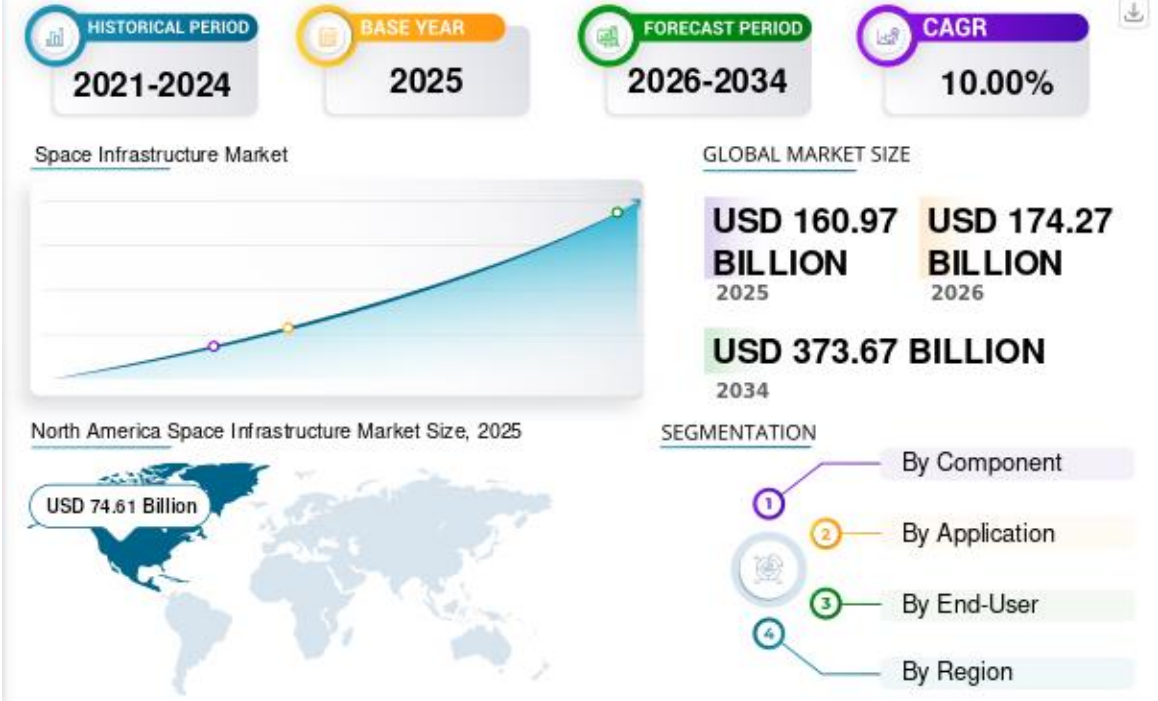 HISTORICAL PERIOD
2021-2024
BASE YEAR
2025
FORECAST PERIOD
2026-2034
CAGR
10.00%
Space Infrastructure Market
GLOBAL MARKET SIZE
USD 160.97
BILLION
2025
USD 174.27
BILLION
2026
USD 373.67 BILLION
2034
North America Space Infrastructure Market Size, 2025
USD 74.61 Billion
SEGMENTATION
1
By Component
2
By Application
3
By End-User
4
By Region